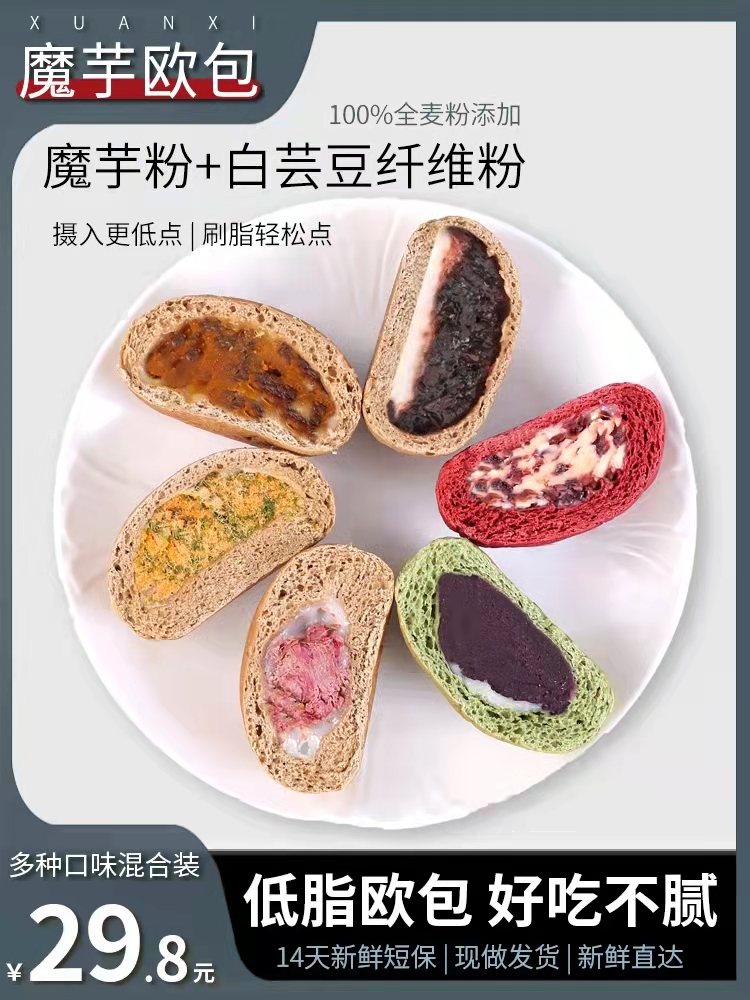 XUANXI
魔芋欧包
100%全麦粉添加
魔芋粉+白芸豆纤维粉
摄入更低点 | 刷脂轻松点
多种口味混合装
¥29.8元
低脂欧包 好吃不腻
14天新鲜短保 | 现做发货 | 新鲜直达